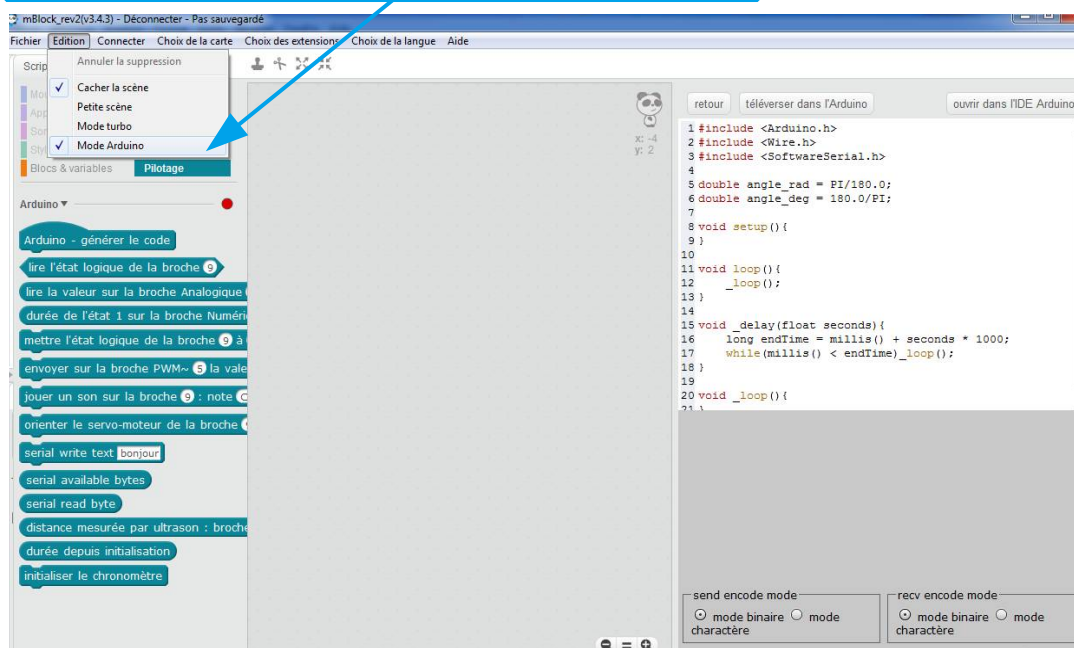 mBlock_rev2(v3.4.3) - Déconnecter - Pas sauvegardé
Fichier Edition Connecter Choix de la carte Choix des extensions Choix de la langue Aide
Scrip
Annuler la suppression
Cacher la scène
Petite scène
Mode turbo
Mode Arduino
Mou
App
Son
Styl
Blocs & variables Pilotage
Arduino
Arduino - générer le code
lire l'état logique de la broche 9
lire la valeur sur la broche Analogique
durée de l'état 1 sur la broche Numéri
mettre l'état logique de la broche 9 à
envoyer sur la broche PWM~ 5 la vale
jouer un son sur la broche 9 : note
orienter le servo-moteur de la broche
serial write text bonjour
serial available bytes
serial read byte
distance mesurée par ultrason : broche
durée depuis initialisation
initialiser le chronomètre
x: -4
y: 2
retour téléverser dans l'Arduino ouvrir dans l'IDE Arduino
1 #include <Arduino.h>
2 #include <Wire.h>
3 #include <SoftwareSerial.h>
4
5 double angle_rad = PI/180.0;
6 double angle_deg = 180.0/PI;
7
8 void setup(){
9 }
10
11 void loop(){
12 _loop();
13 }
14
15 void _delay(float seconds){
16 long endTime = millis() + seconds * 1000;
17 while(millis() < endTime)_loop();
18 }
19
20 void _loop(){
21 }
send encode mode
mode binaire mode charactère
recv encode mode
mode binaire mode charactère